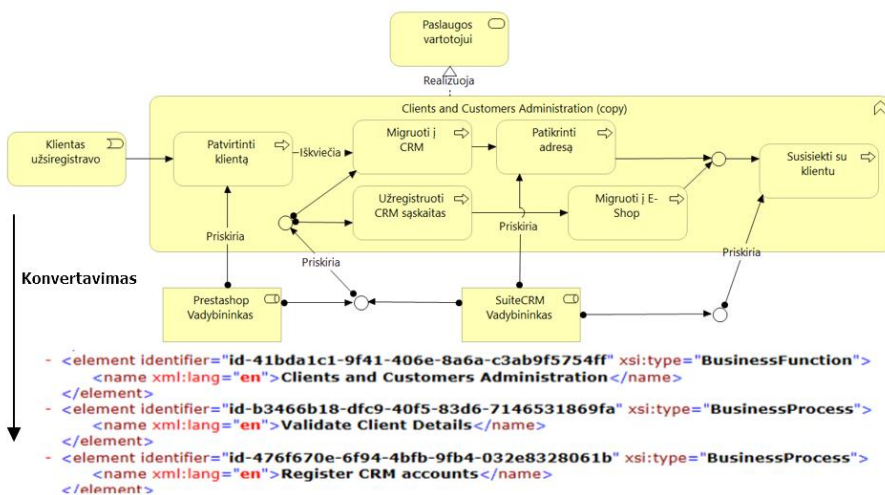 Paslaugos
vartotojui
Realizuoja
Clients and Customers Administration (copy)
Klientas
užsiregistravo
Patvirtinti
klientą
Iškviečia
Migruoti į
CRM
Patikrinti
adresą
Susisiekti su
klientu
Užregistruoti
CRM sąskaitas
Migruoti į E-
Shop
Priskiria
Priskiria
Priskiria
Priskiria
Konvertavimas
Prestashop
Vadybininkas
SuiteCRM
Vadybininkas
- <element identifier="id-41bda1c1-9f41-406e-8a6a-c3ab9f5754ff" xsi:type="BusinessFunction">
<name xml:lang="en">Clients and Customers Administration</name>
</element>
- <element identifier="id-b3466b18-dfc9-40f5-83d6-7146531869fa" xsi:type="BusinessProcess">
<name xml:lang="en">Validate Client Details</name>
</element>
- <element identifier="id-476f670e-6f94-4bfb-9fb4-032e8328061b" xsi:type="BusinessProcess">
<name xml:lang="en">Register CRM accounts</name>
</element>